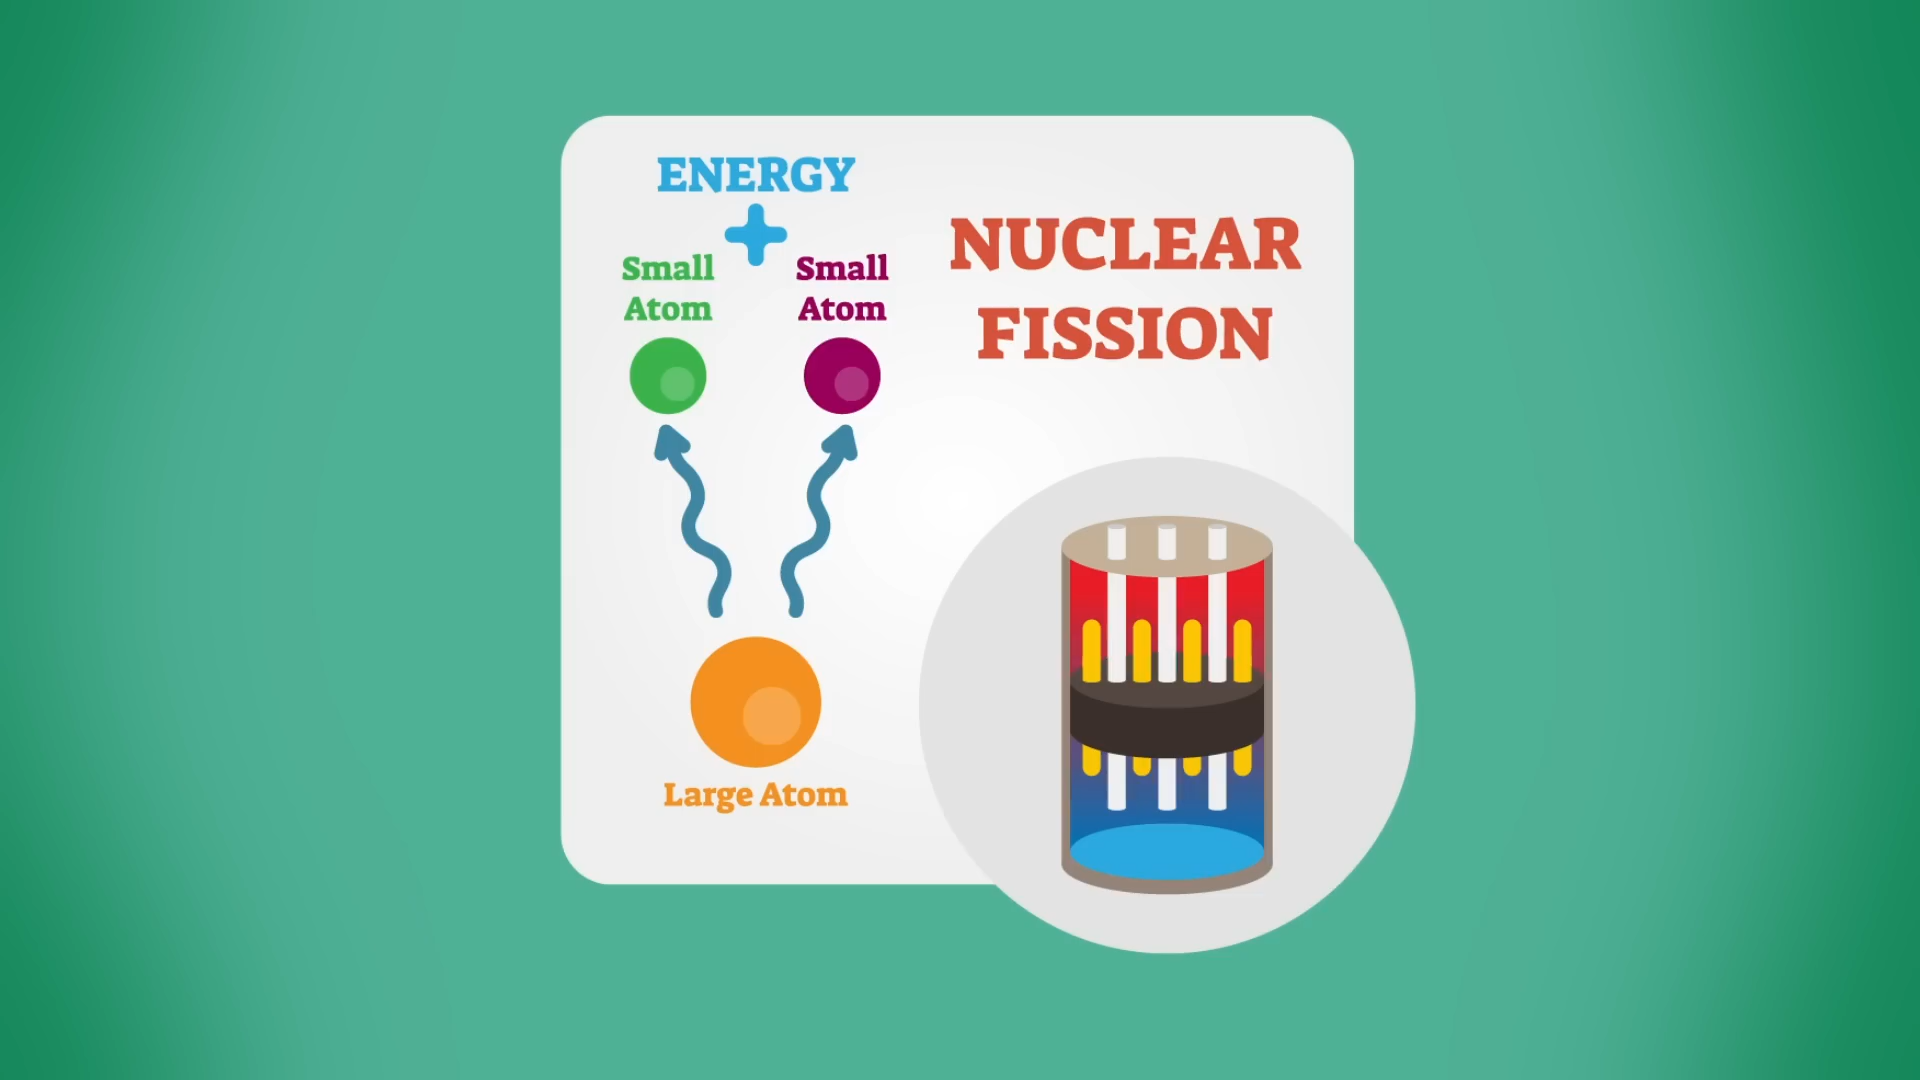 ENERGY
Small
Atom
Small
Atom
Large Atom
NUCLEAR
FISSION